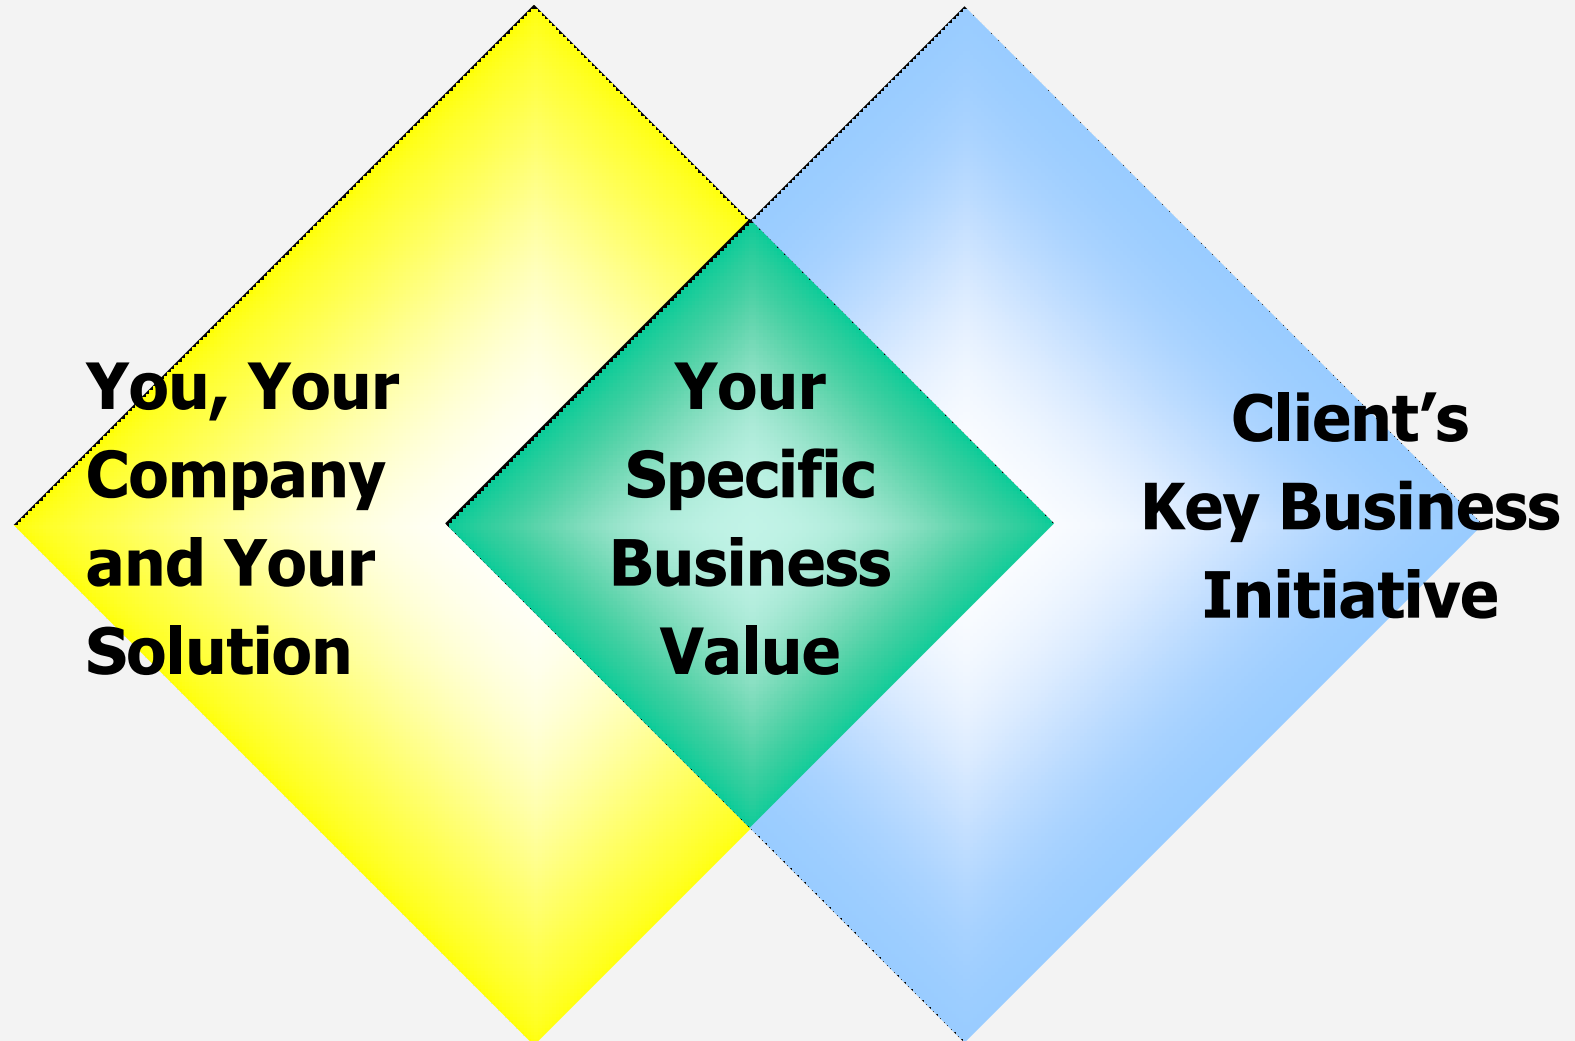 You, Your
Company
and Your
Solution
Your
Specific
Business
Value
Client’s
Key Business
Initiative